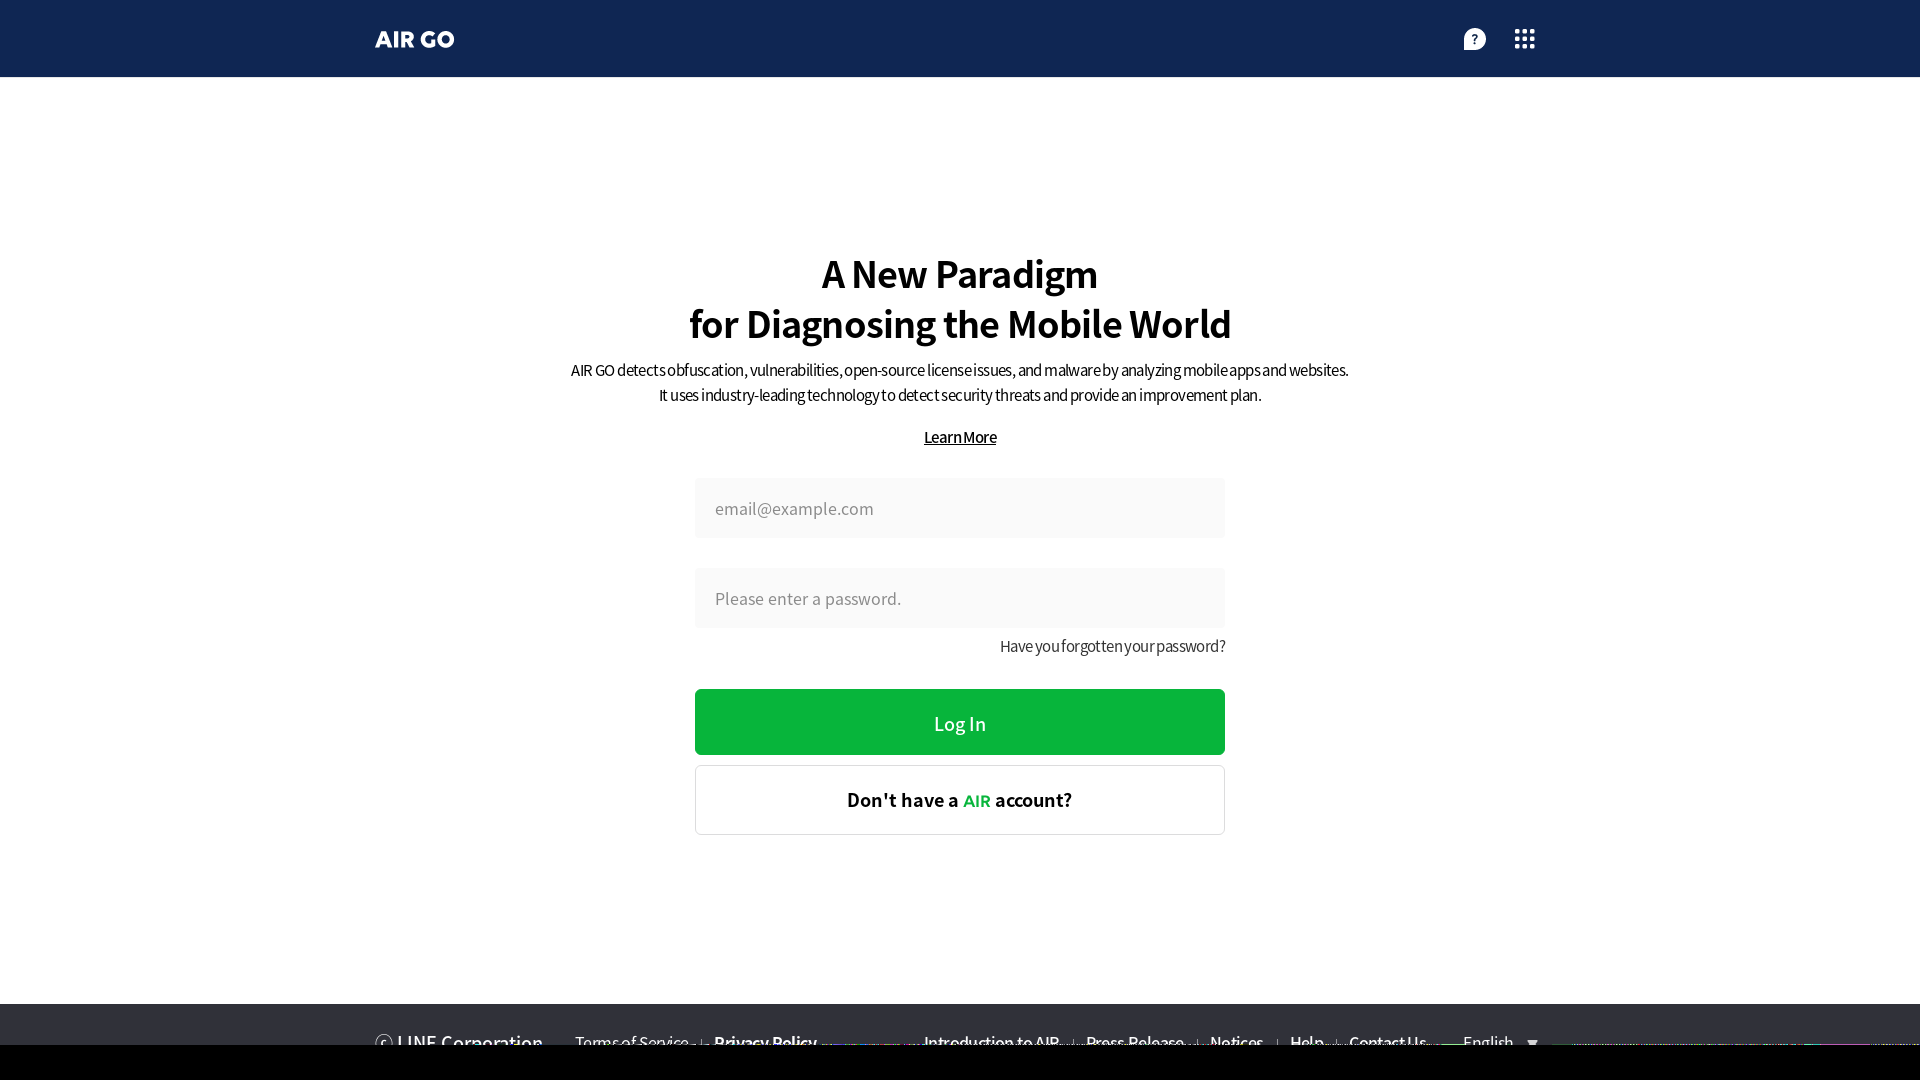 AIR GO
?
A New Paradigm
for Diagnosing the Mobile World
AIR GO detects obfuscation, vulnerabilities, open-source license issues, and malware by analyzing mobile apps and websites.
It uses industry-leading technology to detect security threats and provide an improvement plan.
Learn More
email@example.com
Please enter a password.
Have you forgotten your password?
Log In
Don't have a AIR account?
ⓒ LINE Corporation Terms of Service | Privacy Policy Introduction to AIR | Press Release | Notices | Help | Contact Us English ▼